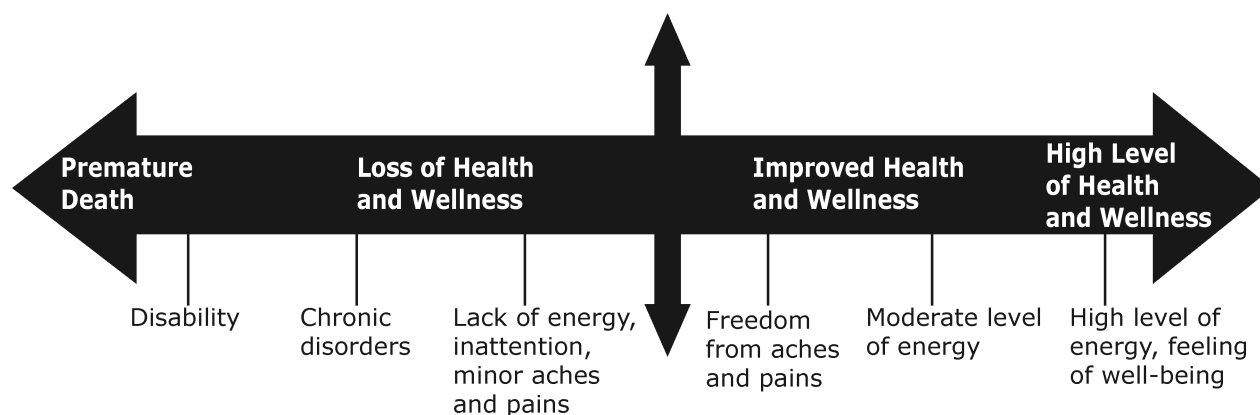 Premature
Death
Loss of Health
and Wellness
Improved Health
and Wellness
High Level
of Health
and Wellness
Disability
Chronic
disorders
Lack of energy,
inattention,
minor aches
and pains
Freedom
from aches
and pains
Moderate level
of energy
High level of
energy, feeling
of well-being